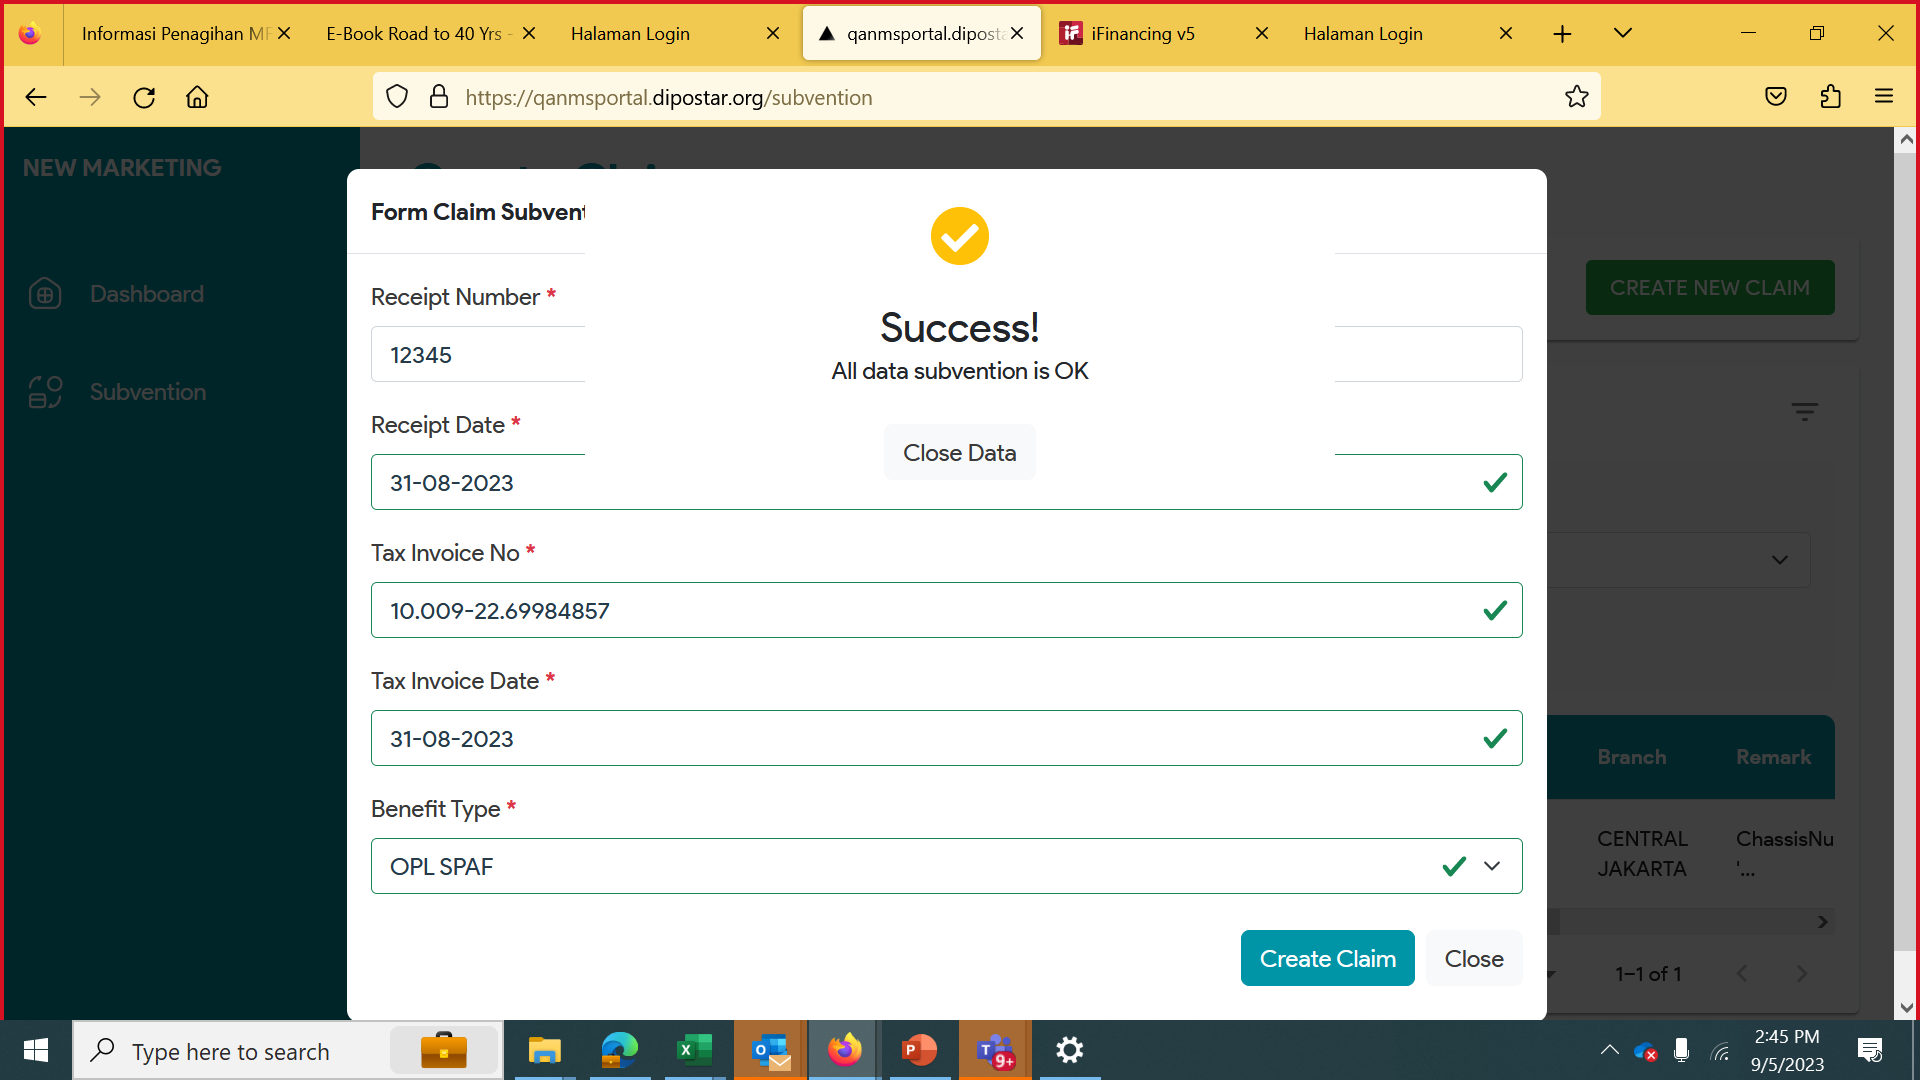 Informasi Penagihan MF
E-Book Road to 40 Yrs -
Halaman Login
qanmsportal.diposta
iFinancing v5
Halaman Login
https://qanmsportal.dipostar.org/subvention
NEW MARKETING
Dashboard
Subvention
Form Claim Subvent
Success!
All data subvention is OK
Close Data
CREATE NEW CLAIM
Receipt Number *
12345
Receipt Date *
31-08-2023
Tax Invoice No *
10.009-22.69984857
Tax Invoice Date *
31-08-2023
Benefit Type *
OPL SPAF
Create Claim
Close
Branch
Remark
CENTRAL
JAKARTA
ChassisNu
'...
1–1 of 1
Type here to search
9+
2:45 PM
9/5/2023